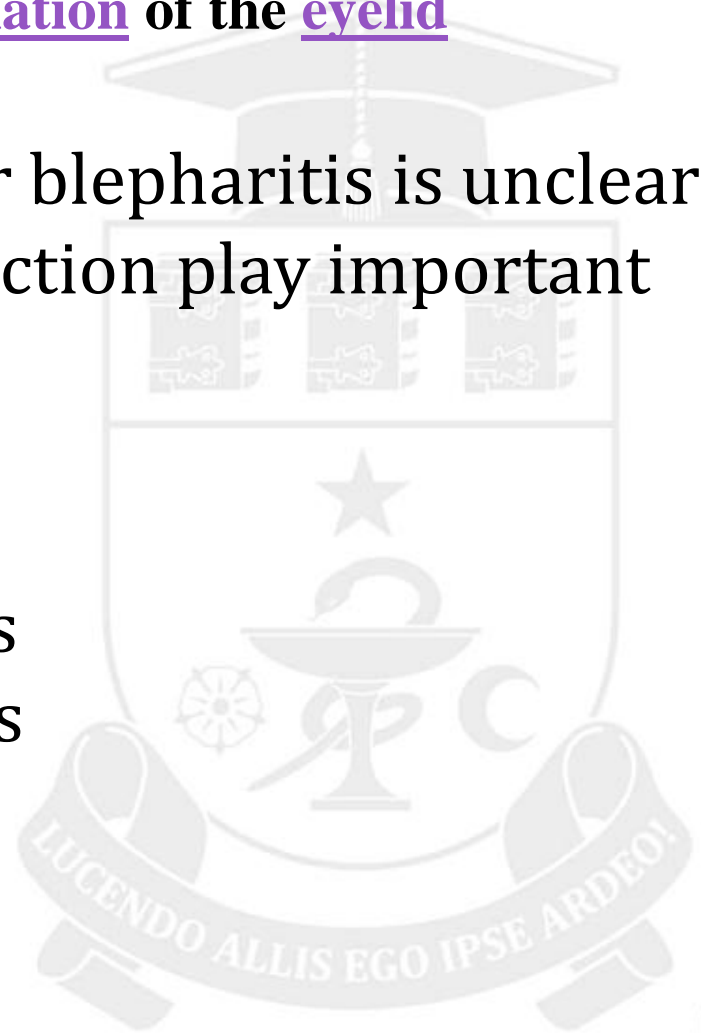 ation of the eyelid
r blepharitis is unclear
ction play important
s
s
LUCENDO ALLIS EGO IPSE ARDEO!